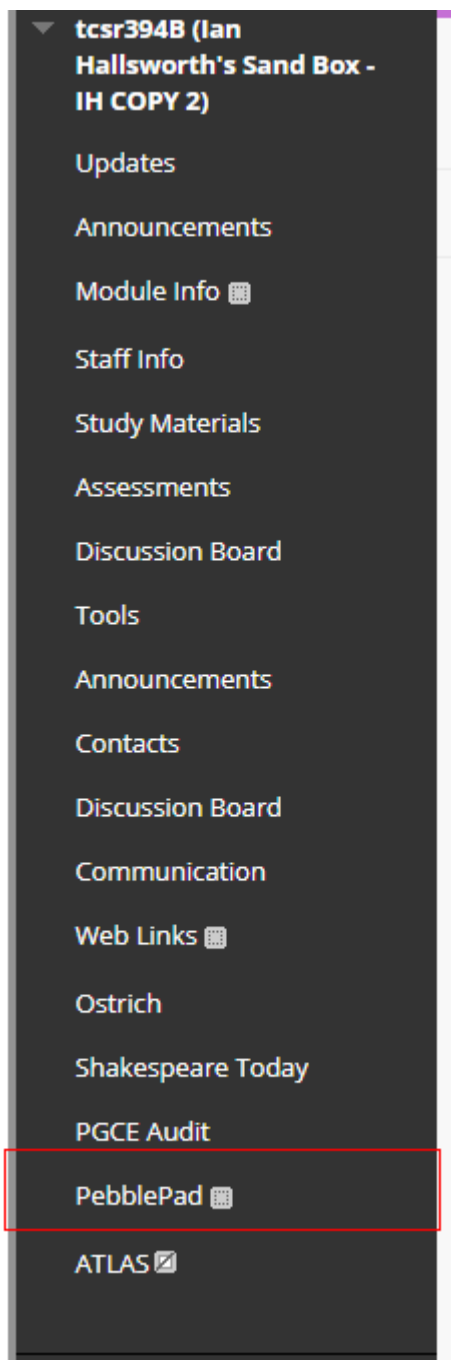 tcsr394B (Ian
Hallsworth's Sand Box -
IH COPY 2)
Updates
Announcements
Module Info
Staff Info
Study Materials
Assessments
Discussion Board
Tools
Announcements
Contacts
Discussion Board
Communication
Web Links
Ostrich
Shakespeare Today
PGCE Audit
PebblePad
ATLAS